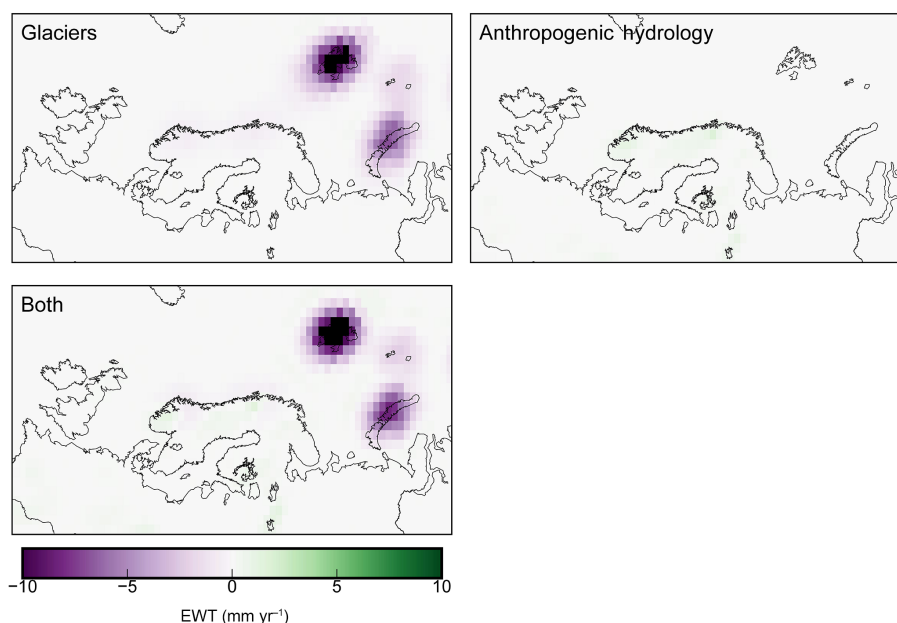 Glaciers
Anthropogenic hydrology
Both
−10 −5 0 5 10
EWT (mm yr⁻¹)